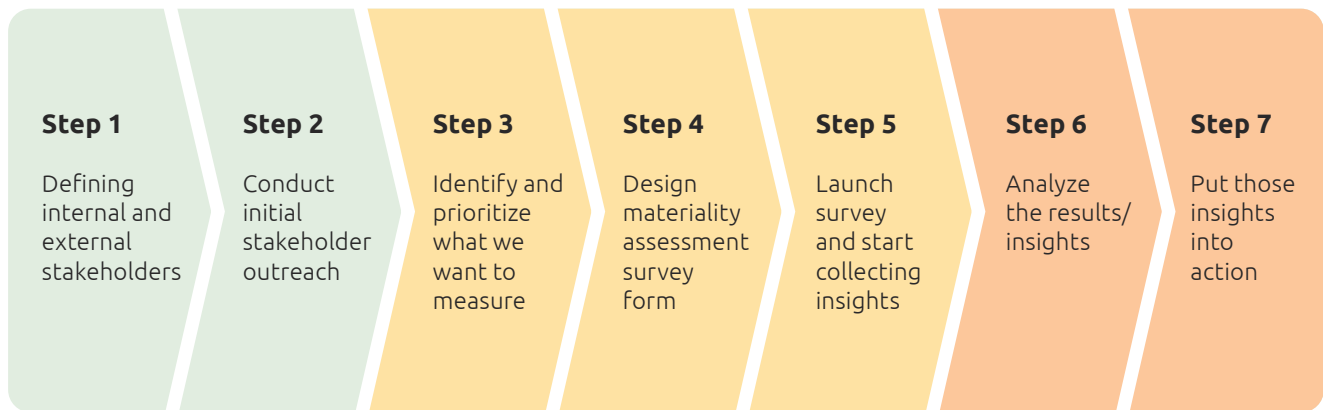 Step 1
Defining
internal and
external
stakeholders
Step 2
Conduct
initial
stakeholder
outreach
Step 3
Identify and
prioritize
what we
want to
measure
Step 4
Design
materiality
assessment
survey
form
Step 5
Launch
survey
and start
collecting
insights
Step 6
Analyze
the results/
insights
Step 7
Put those
insights
into
action